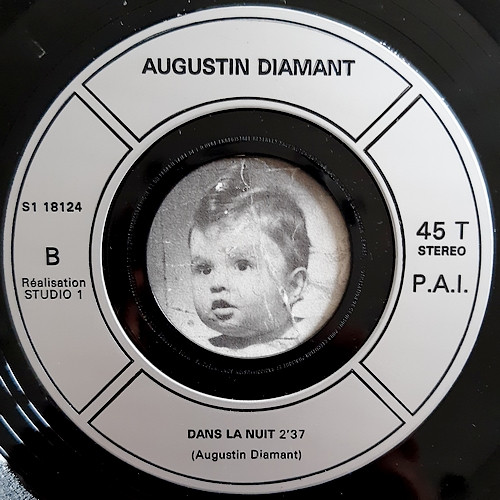 AUGUSTIN DIAMANT
S1 18124
B
Réalisation
STUDIO 1
45 T
STEREO
P.A.I.
DANS LA NUIT 2'37
(Augustin Diamant)